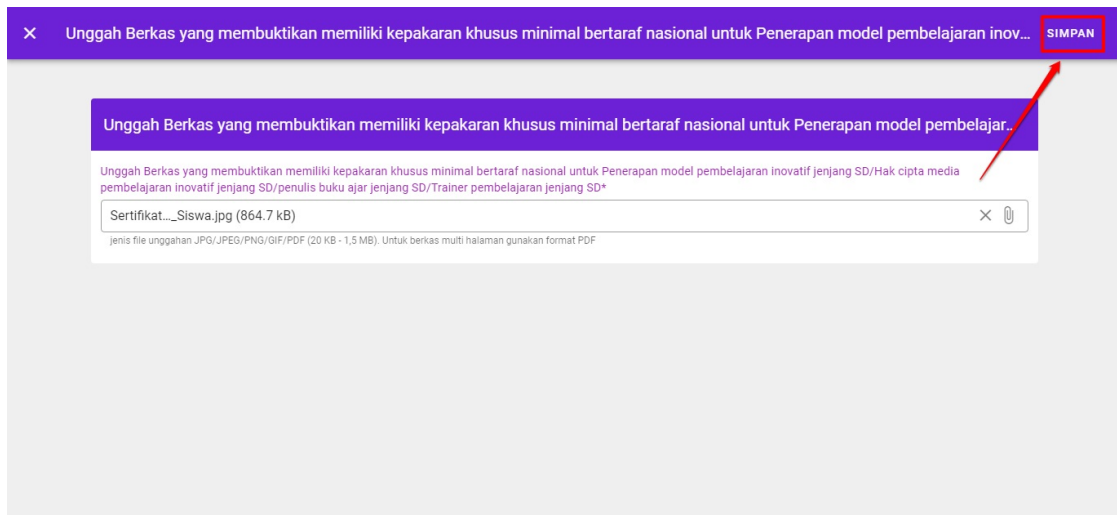 Unggah Berkas yang membuktikan memiliki kepakaran khusus minimal bertaraf nasional untuk Penerapan model pembelajaran inov... SIMPAN
Unggah Berkas yang membuktikan memiliki kepakaran khusus minimal bertaraf nasional untuk Penerapan model pembelajar...
Unggah Berkas yang membuktikan memiliki kepakaran khusus minimal bertaraf nasional untuk Penerapan model pembelajaran inovatif jenjang SD/Hak cipta media
pembelajaran inovatif jenjang SD/penulis buku ajar jenjang SD/Trainer pembelajaran jenjang SD*
Sertifikat..._Siswa.jpg (864.7 kB)
jenis file unggahan JPG/JPEG/PNG/GIF/PDF (20 KB - 1,5 MB). Untuk berkas multi halaman gunakan format PDF